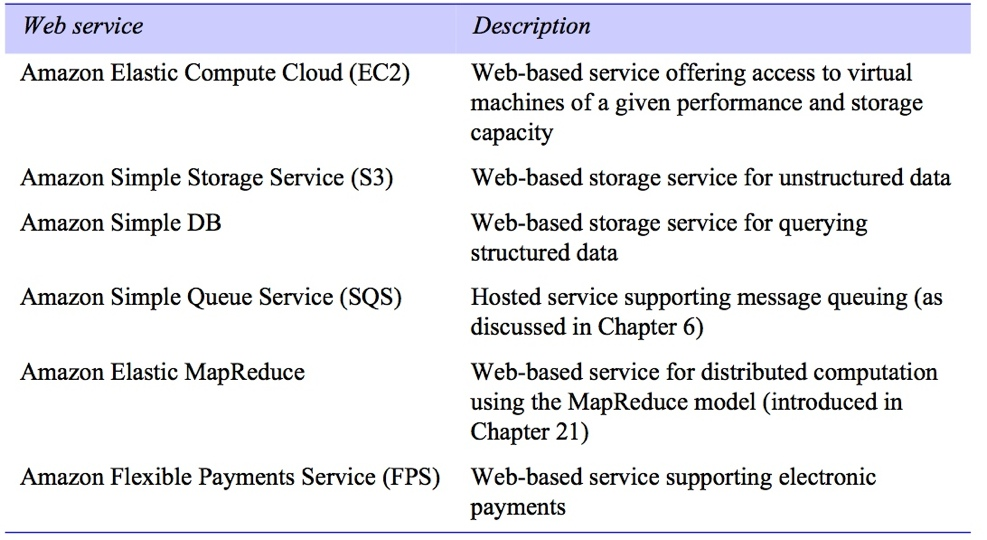 Web service Description
Amazon Elastic Compute Cloud (EC2) Web-based service offering access to virtual
machines of a given performance and storage
capacity
Amazon Simple Storage Service (S3) Web-based storage service for unstructured data
Amazon Simple DB Web-based storage service for querying
structured data
Amazon Simple Queue Service (SQS) Hosted service supporting message queuing (as
discussed in Chapter 6)
Amazon Elastic MapReduce Web-based service for distributed computation
using the MapReduce model (introduced in
Chapter 21)
Amazon Flexible Payments Service (FPS) Web-based service supporting electronic
payments